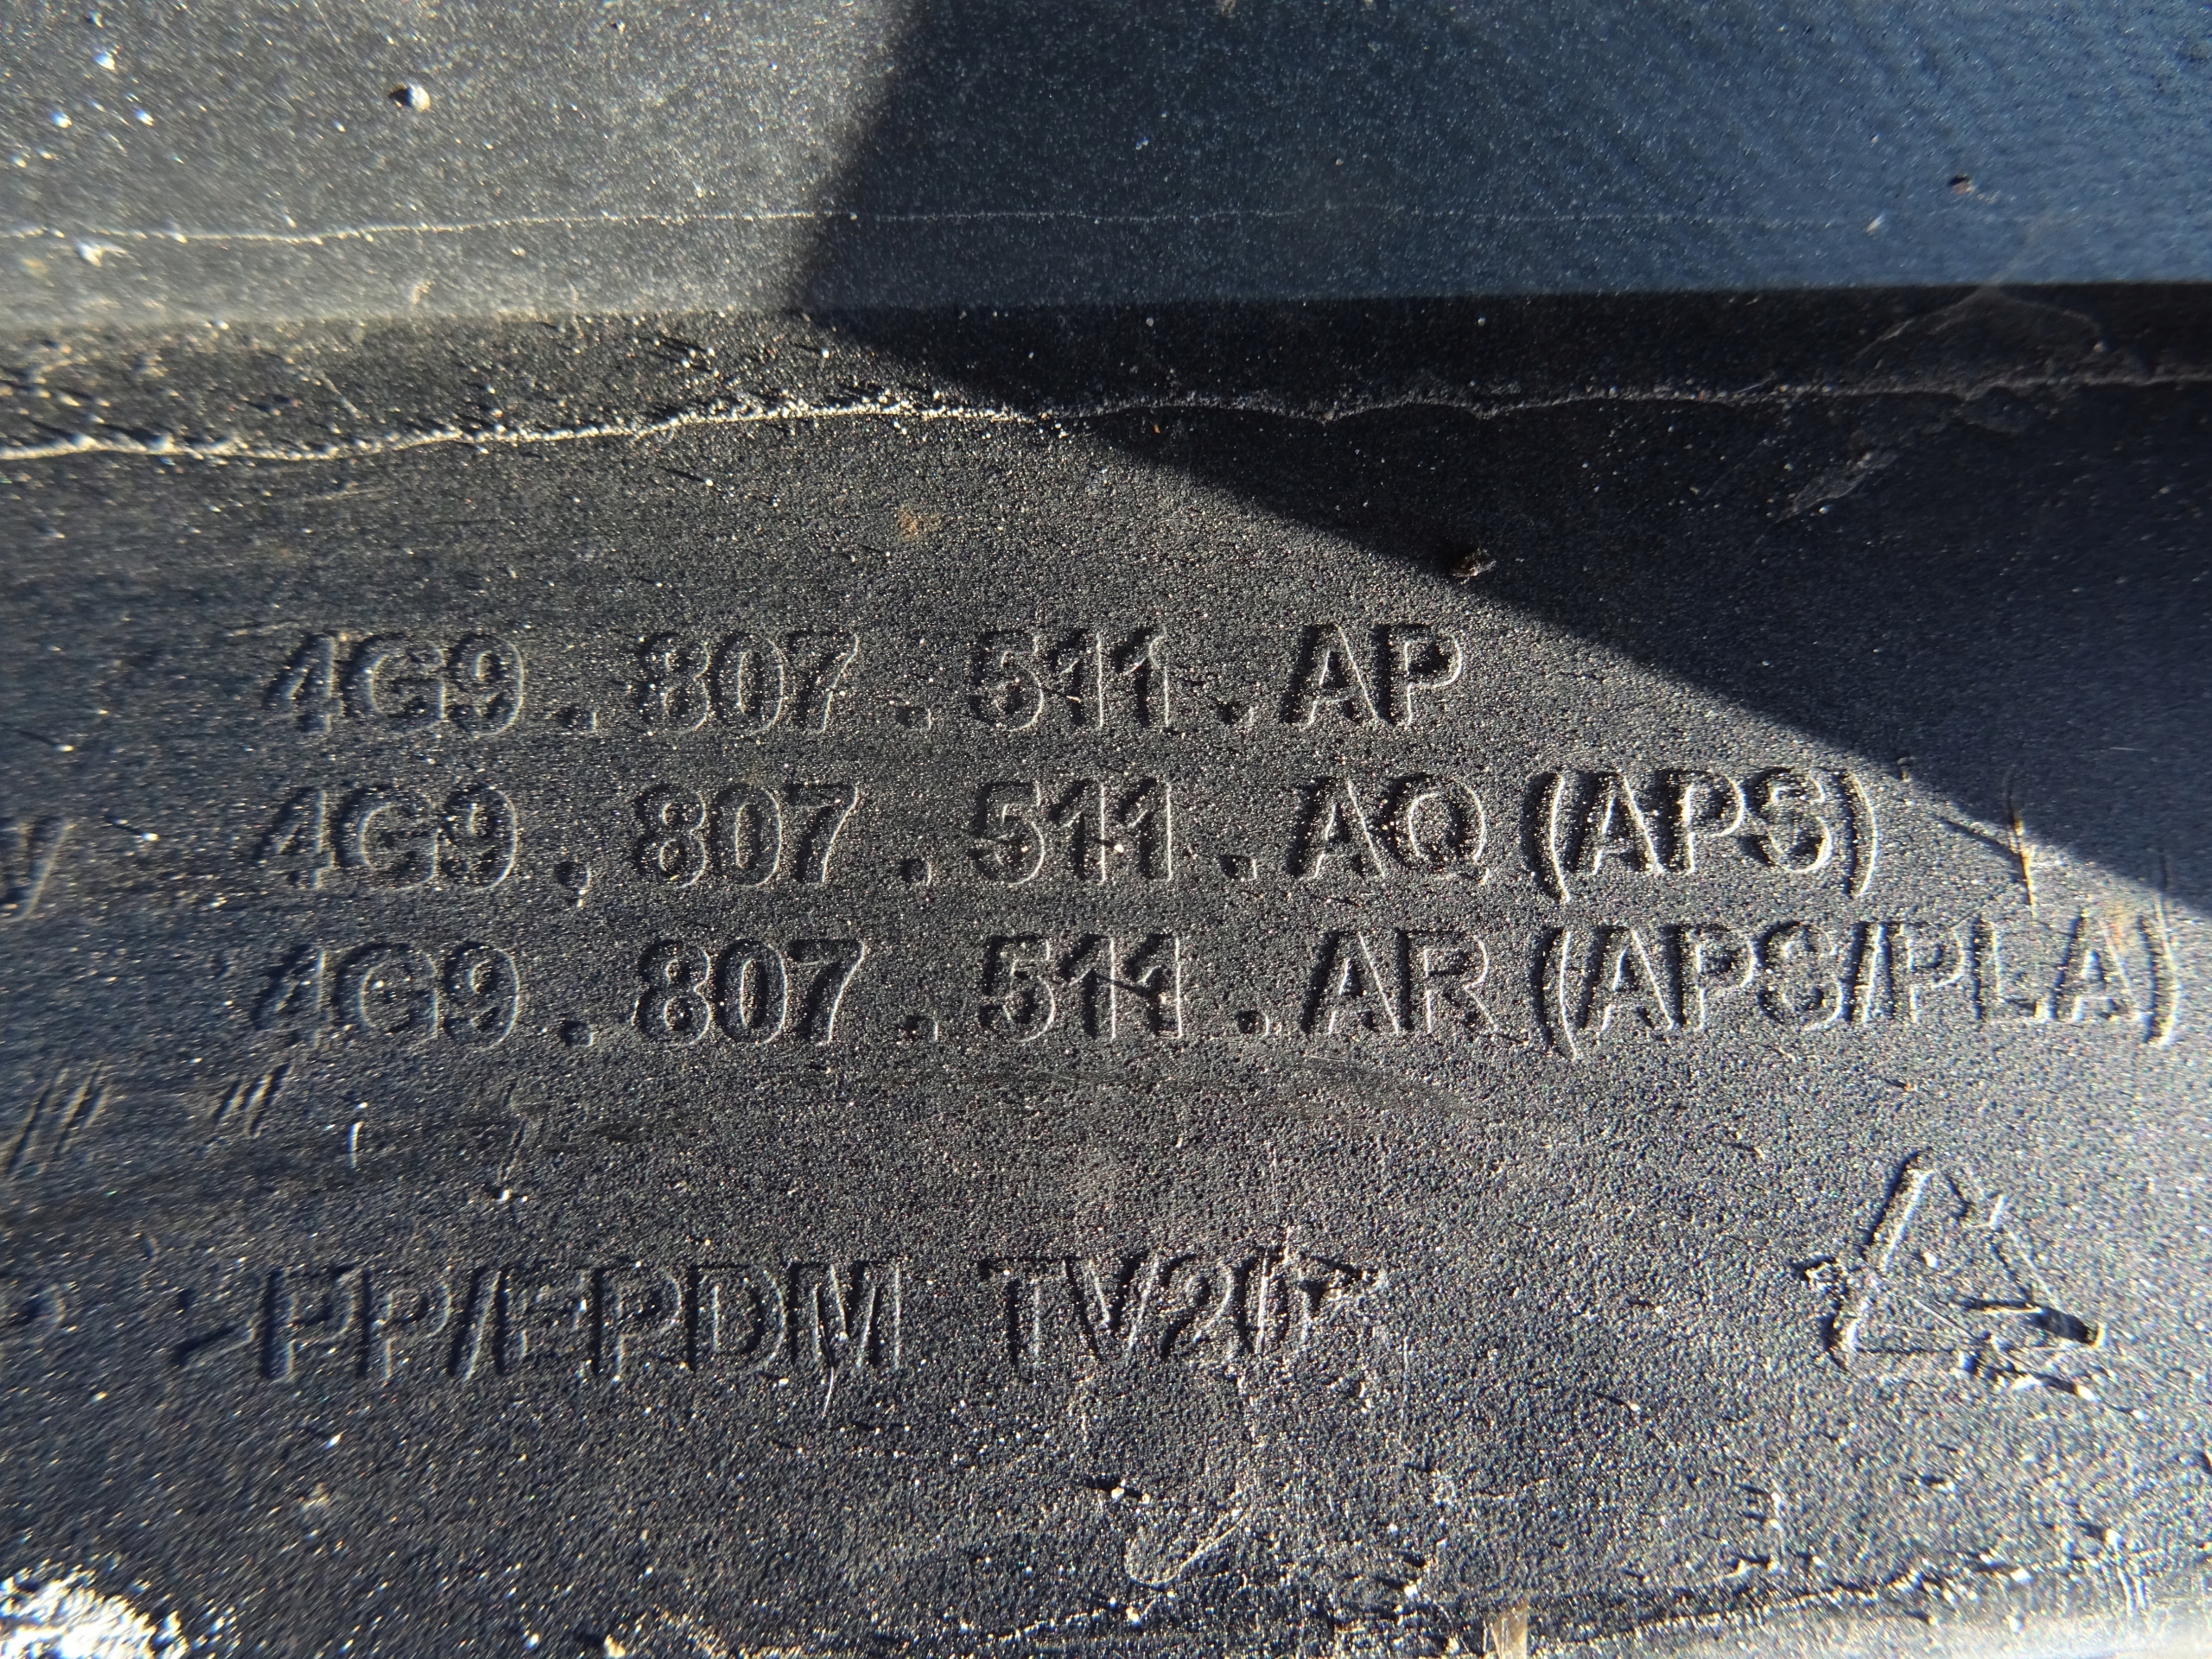 4G9.807.511.AP
4G9.807.511.AQ (APS)
4G9.807.511.AR (APS/PLA)
>PP/EPDM TV20<